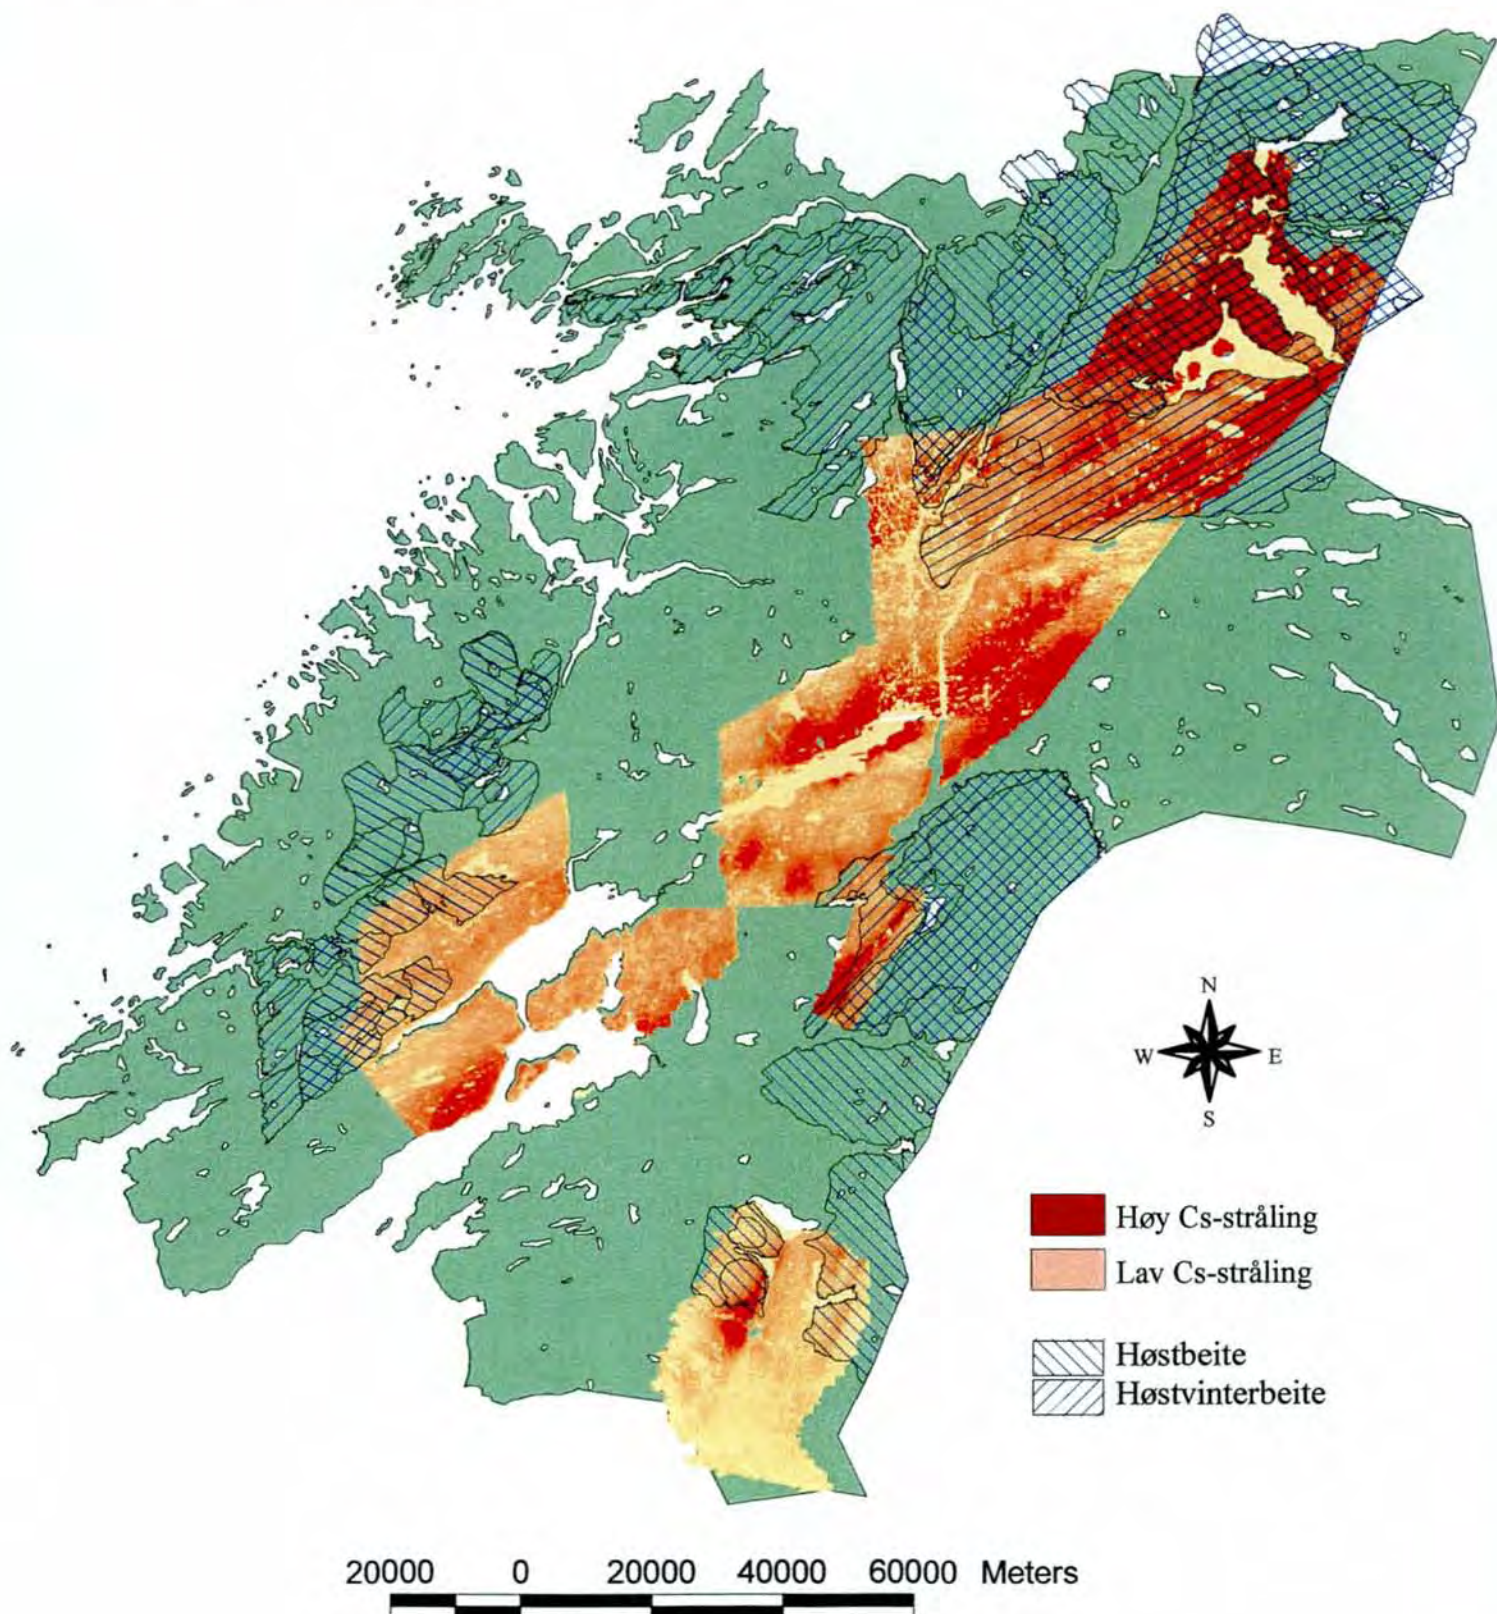 N
W E
S
Høy Cs-stråling
Lav Cs-stråling
Høstbeite
Høstvinterbeite
20000 0 20000 40000 60000 Meters